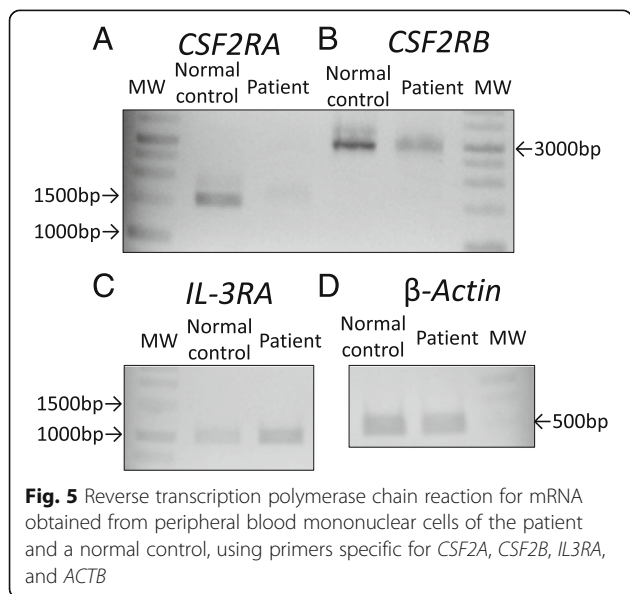 A CSF2RA B CSF2RB
MW Normal control Patient Normal control Patient MW
←3000bp
1500bp→
1000bp→
C IL-3RA D β-Actin
MW Normal control Patient Normal control Patient MW
1500bp→
1000bp→
←500bp
Fig. 5 Reverse transcription polymerase chain reaction for mRNA
obtained from peripheral blood mononuclear cells of the patient
and a normal control, using primers specific for CSF2A, CSF2B, IL3RA,
and ACTB